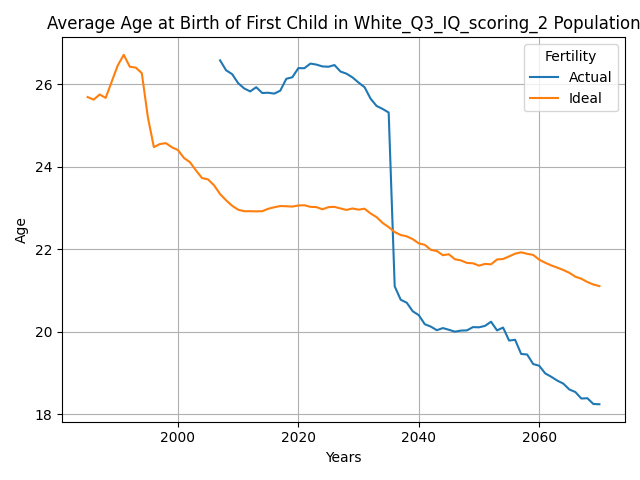 Average Age at Birth of First Child in White_Q3_IQ_scoring_2 Population
Fertility
Actual
Ideal
Age
26
24
22
20
18
2000
2020
2040
2060
Years